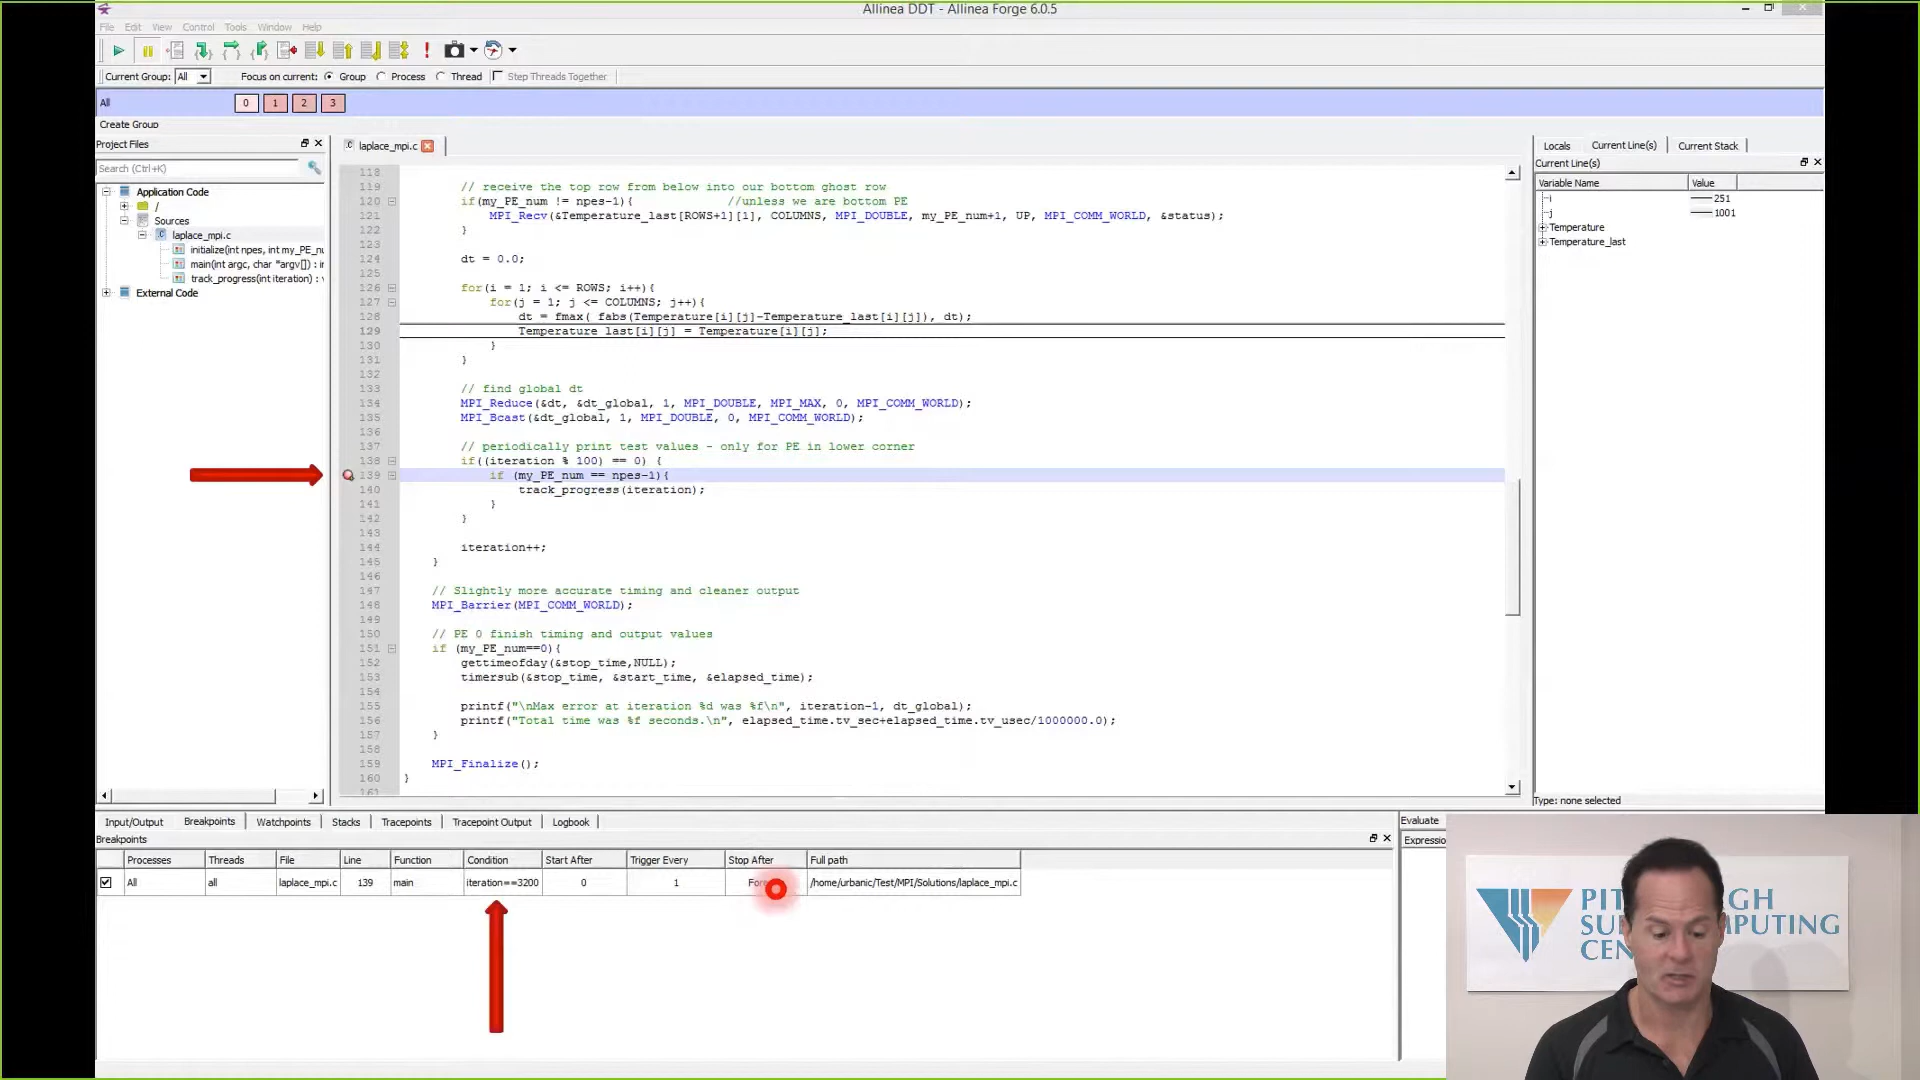 Allinea DDT - Allinea Forge 6.0.5
File Edit View Control Tools Window Help
Current Group: All Focus on current: Group Process Thread Step Threads Together
All 0 1 2 3
Create Group
Project Files
Search (Ctrl+K)
Application Code
/
Sources
laplace_mpi.c
initialize(int npes, int my_PE_nu
main(int argc, char *argv[]) : in
track_progress(int iteration) : v
External Code
laplace_mpi.c
118
119 // receive the top row from below into our bottom ghost row
120 if(my_PE_num != npes-1){ //unless we are bottom PE
121 MPI_Recv(&Temperature_last[ROWS+1][1], COLUMNS, MPI_DOUBLE, my_PE_num+1, UP, MPI_COMM_WORLD, &status);
122 }
123
124 dt = 0.0;
125
126 for(i = 1; i <= ROWS; i++){
127 for(j = 1; j <= COLUMNS; j++){
128 dt = fmax( fabs(Temperature[i][j]-Temperature_last[i][j]), dt);
129 Temperature_last[i][j] = Temperature[i][j];
130 }
131 }
132
133 // find global dt
134 MPI_Reduce(&dt, &dt_global, 1, MPI_DOUBLE, MPI_MAX, 0, MPI_COMM_WORLD);
135 MPI_Bcast(&dt_global, 1, MPI_DOUBLE, 0, MPI_COMM_WORLD);
136
137 // periodically print test values - only for PE in lower corner
138 if((iteration % 100) == 0) {
139 if (my_PE_num == npes-1){
140 track_progress(iteration);
141 }
142 }
143
144 iteration++;
145 }
146
147 // Slightly more accurate timing and cleaner output
148 MPI_Barrier(MPI_COMM_WORLD);
149
150 // PE 0 finish timing and output values
151 if (my_PE_num==0){
152 gettimeofday(&stop_time,NULL);
153 timersub(&stop_time, &start_time, &elapsed_time);
154
155 printf("\nMax error at iteration %d was %f\n", iteration-1, dt_global);
156 printf("Total time was %f seconds.\n", elapsed_time.tv_sec+elapsed_time.tv_usec/1000000.0);
157 }
158
159 MPI_Finalize();
160 }
161
Locals Current Line(s) Current Stack
Current Line(s)
Variable Name Value
i 251
j 1001
Temperature
Temperature_last
Type: none selected
Input/Output Breakpoints Watchpoints Stacks Tracepoints Tracepoint Output Logbook
Breakpoints
Processes Threads File Line Function Condition Start After Trigger Every Stop After Full path
All all laplace_mpi.c 139 main iteration==3200 0 1 /home/urbanic/Test/MPI/Solutions/laplace_mpi.c
Evaluate
Expressio